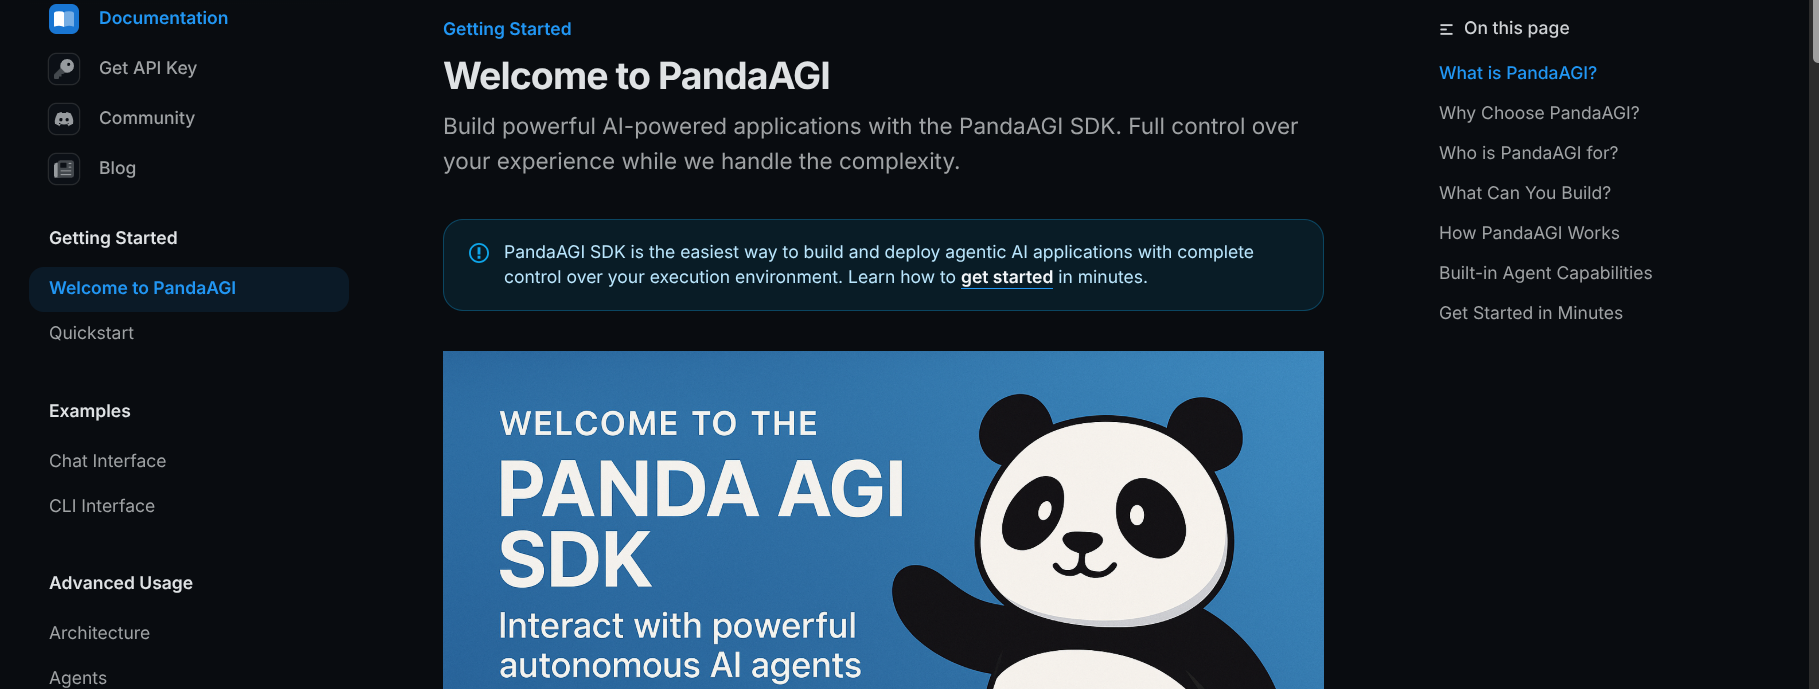 Documentation
Get API Key
Community
Blog
Getting Started
Welcome to PandaAGI
Quickstart
Examples
Chat Interface
CLI Interface
Advanced Usage
Architecture
Agents
Getting Started
Welcome to PandaAGI
Build powerful AI-powered applications with the PandaAGI SDK. Full control over
your experience while we handle the complexity.
PandaAGI SDK is the easiest way to build and deploy agentic AI applications with complete
control over your execution environment. Learn how to get started in minutes.
WELCOME TO THE
PANDA AGI
SDK
Interact with powerful
autonomous AI agents
On this page
What is PandaAGI?
Why Choose PandaAGI?
Who is PandaAGI for?
What Can You Build?
How PandaAGI Works
Built-in Agent Capabilities
Get Started in Minutes